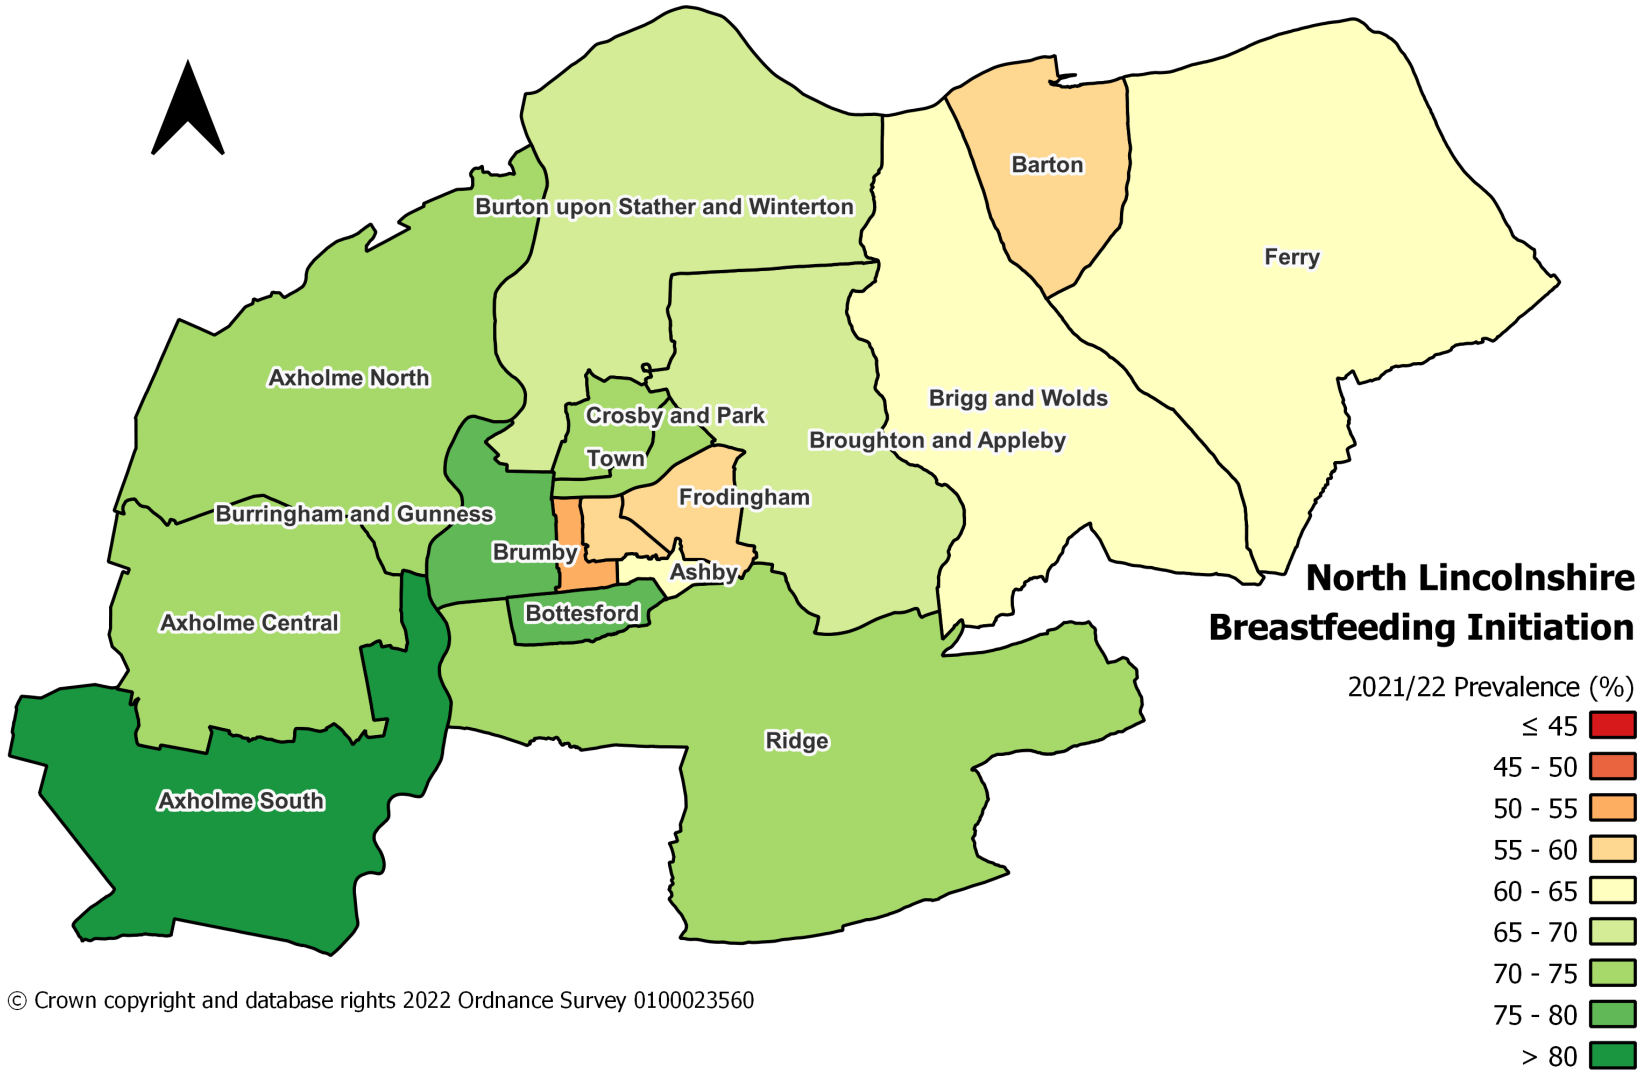 Barton
Burton upon Stather and Winterton
Ferry
Axholme North
Brigg and Wolds
Crosby and Park
Broughton and Appleby
Town
Frodingham
Burringham and Gunness
Brumby
Ashby
Bottesford
Axholme Central
Ridge
Axholme South
North Lincolnshire
Breastfeeding Initiation
2021/22 Prevalence (%)
≤ 45
45 - 50
50 - 55
55 - 60
60 - 65
65 - 70
70 - 75
75 - 80
> 80
© Crown copyright and database rights 2022 Ordnance Survey 0100023560